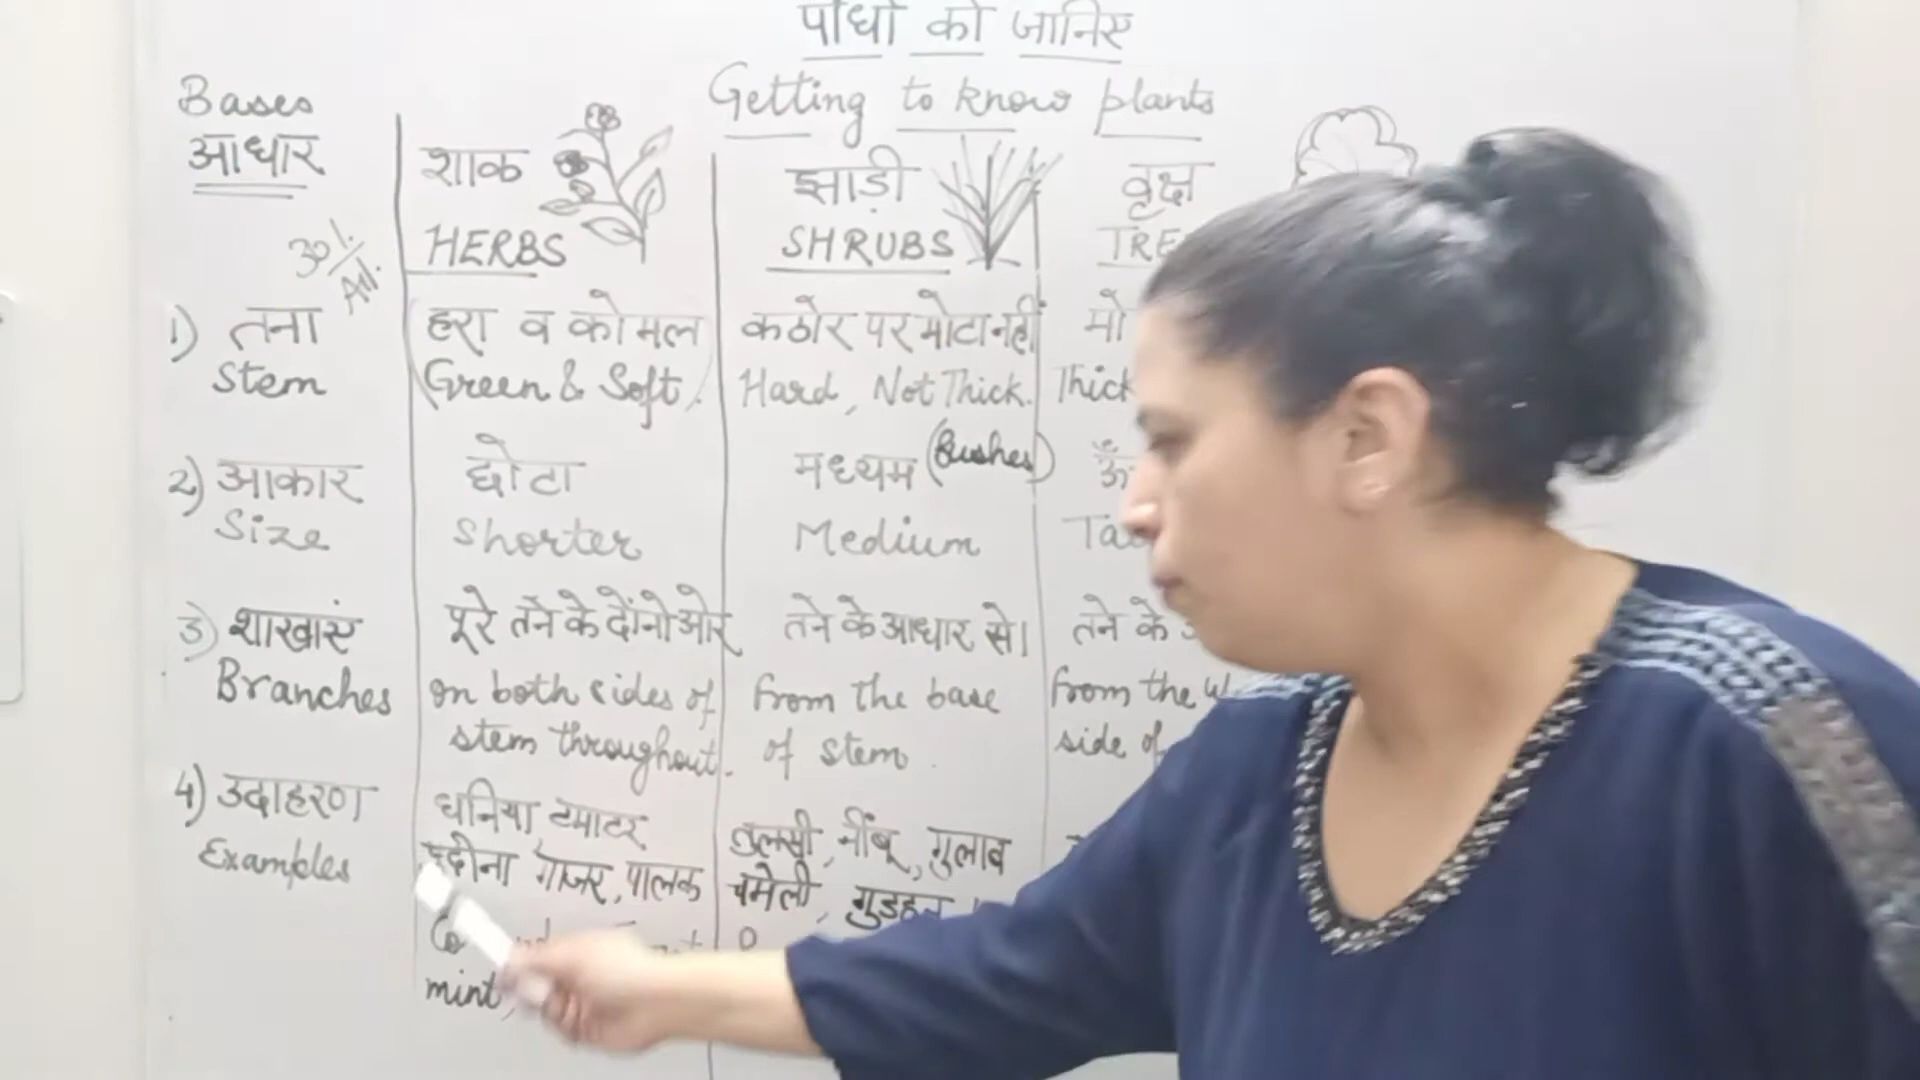 पौधों को जानिए
Getting to know plants
Bases
आधार
शाक
HERBS
झाड़ी
SHRUBS
वृक्ष
30%
All.
1) तना
Stem
हरा व कोमल
(Green & Soft).
कठोर पर मोटा नहीं
Hard, Not Thick.
Thick
2) आकार
Size
छोटा
Shorter
मध्यम (Bushes)
Medium
3) शाखाएं
Branches
पूरे तने के दोंनो ओर
on both sides of
stem throughout.
तने के आधार से।
from the base
of stem.
तने के
from the
side of
4) उदाहरण
Examples
धनिया, टमाटर
पुदीना गाजर, पालक
mint,
तुलसी, नींबू, गुलाब
चमेली, गुड़हल